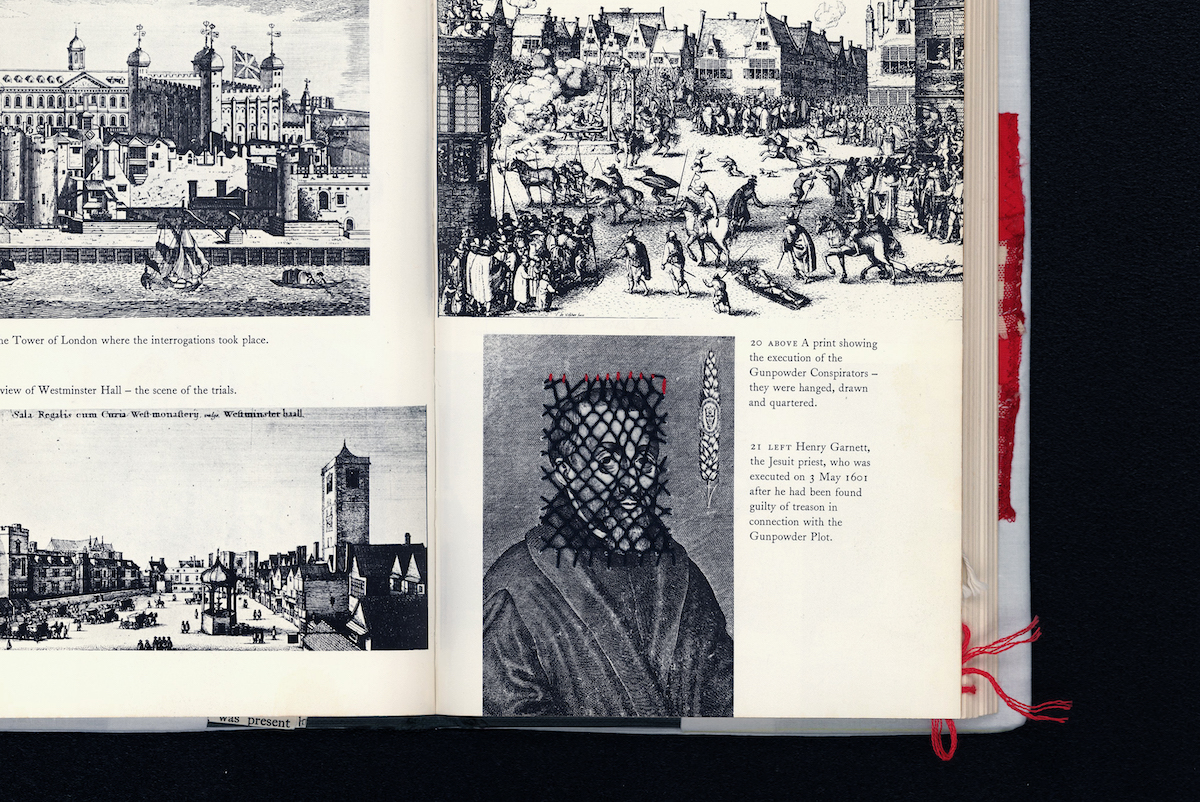 he Tower of London where the interrogations took place.
view of Westminster Hall – the scene of the trials.
Sala Regalis cum Curia West-monasterij, vulgo Westminster haall.
20 ABOVE A print showing
the execution of the
Gunpowder Conspirators –
they were hanged, drawn
and quartered.
21 LEFT Henry Garnett,
the Jesuit priest, who was
executed on 3 May 1601
after he had been found
guilty of treason in
connection with the
Gunpowder Plot.
was present